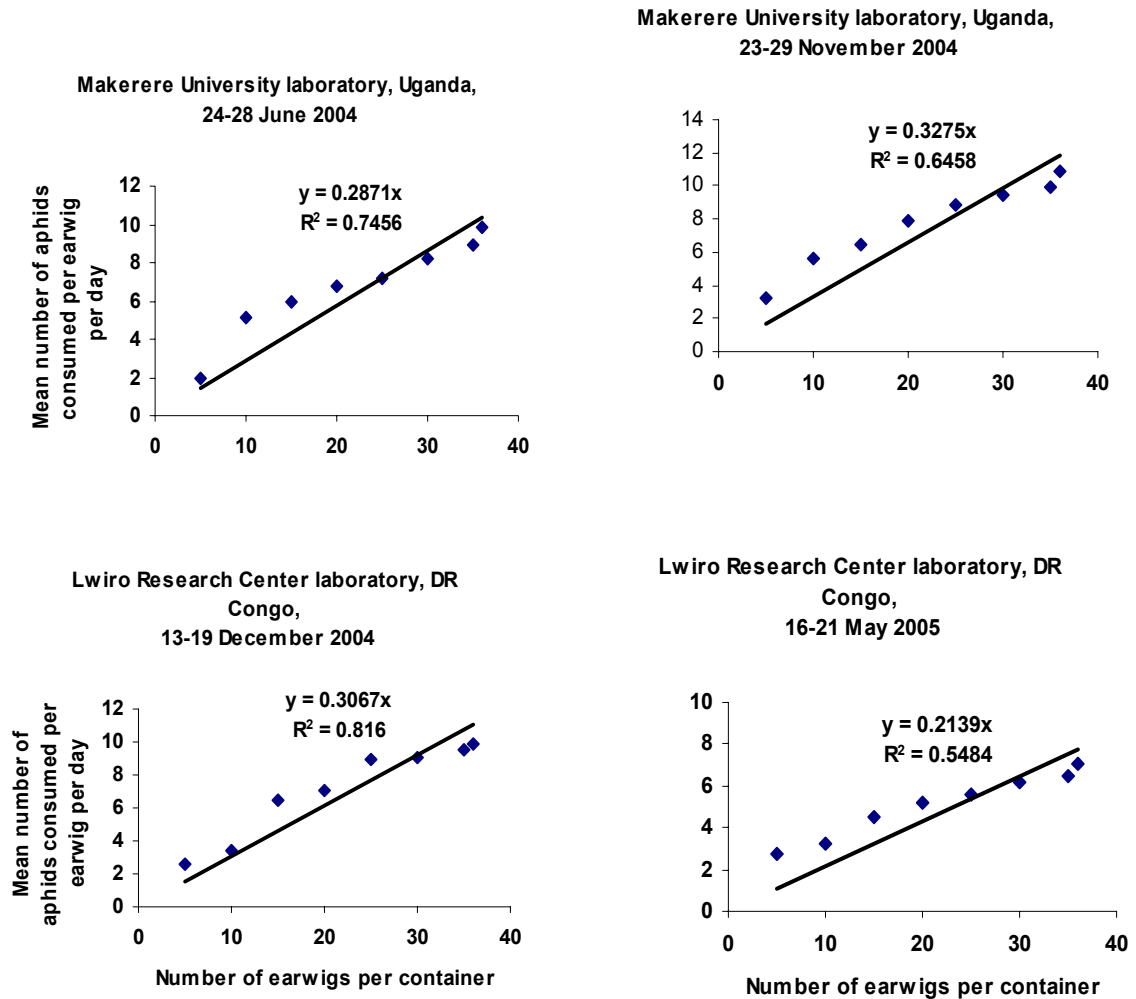 Makerere University laboratory, Uganda,
24-28 June 2004
Mean number of aphids
consumed per earwig
per day
y = 0.2871x
R² = 0.7456
12
10
8
6
4
2
0
0 10 20 30 40
Makerere University laboratory, Uganda,
23-29 November 2004
y = 0.3275x
R² = 0.6458
14
12
10
8
6
4
2
0
0 10 20 30 40
Lwiro Research Center laboratory, DR
Congo,
13-19 December 2004
Mean number of
aphids consumed per
earwig per day
y = 0.3067x
R² = 0.816
12
10
8
6
4
2
0
0 10 20 30 40
Number of earwigs per container
Lwiro Research Center laboratory, DR
Congo,
16-21 May 2005
y = 0.2139x
R² = 0.5484
10
8
6
4
2
0
0 10 20 30 40
Number of earwigs per container